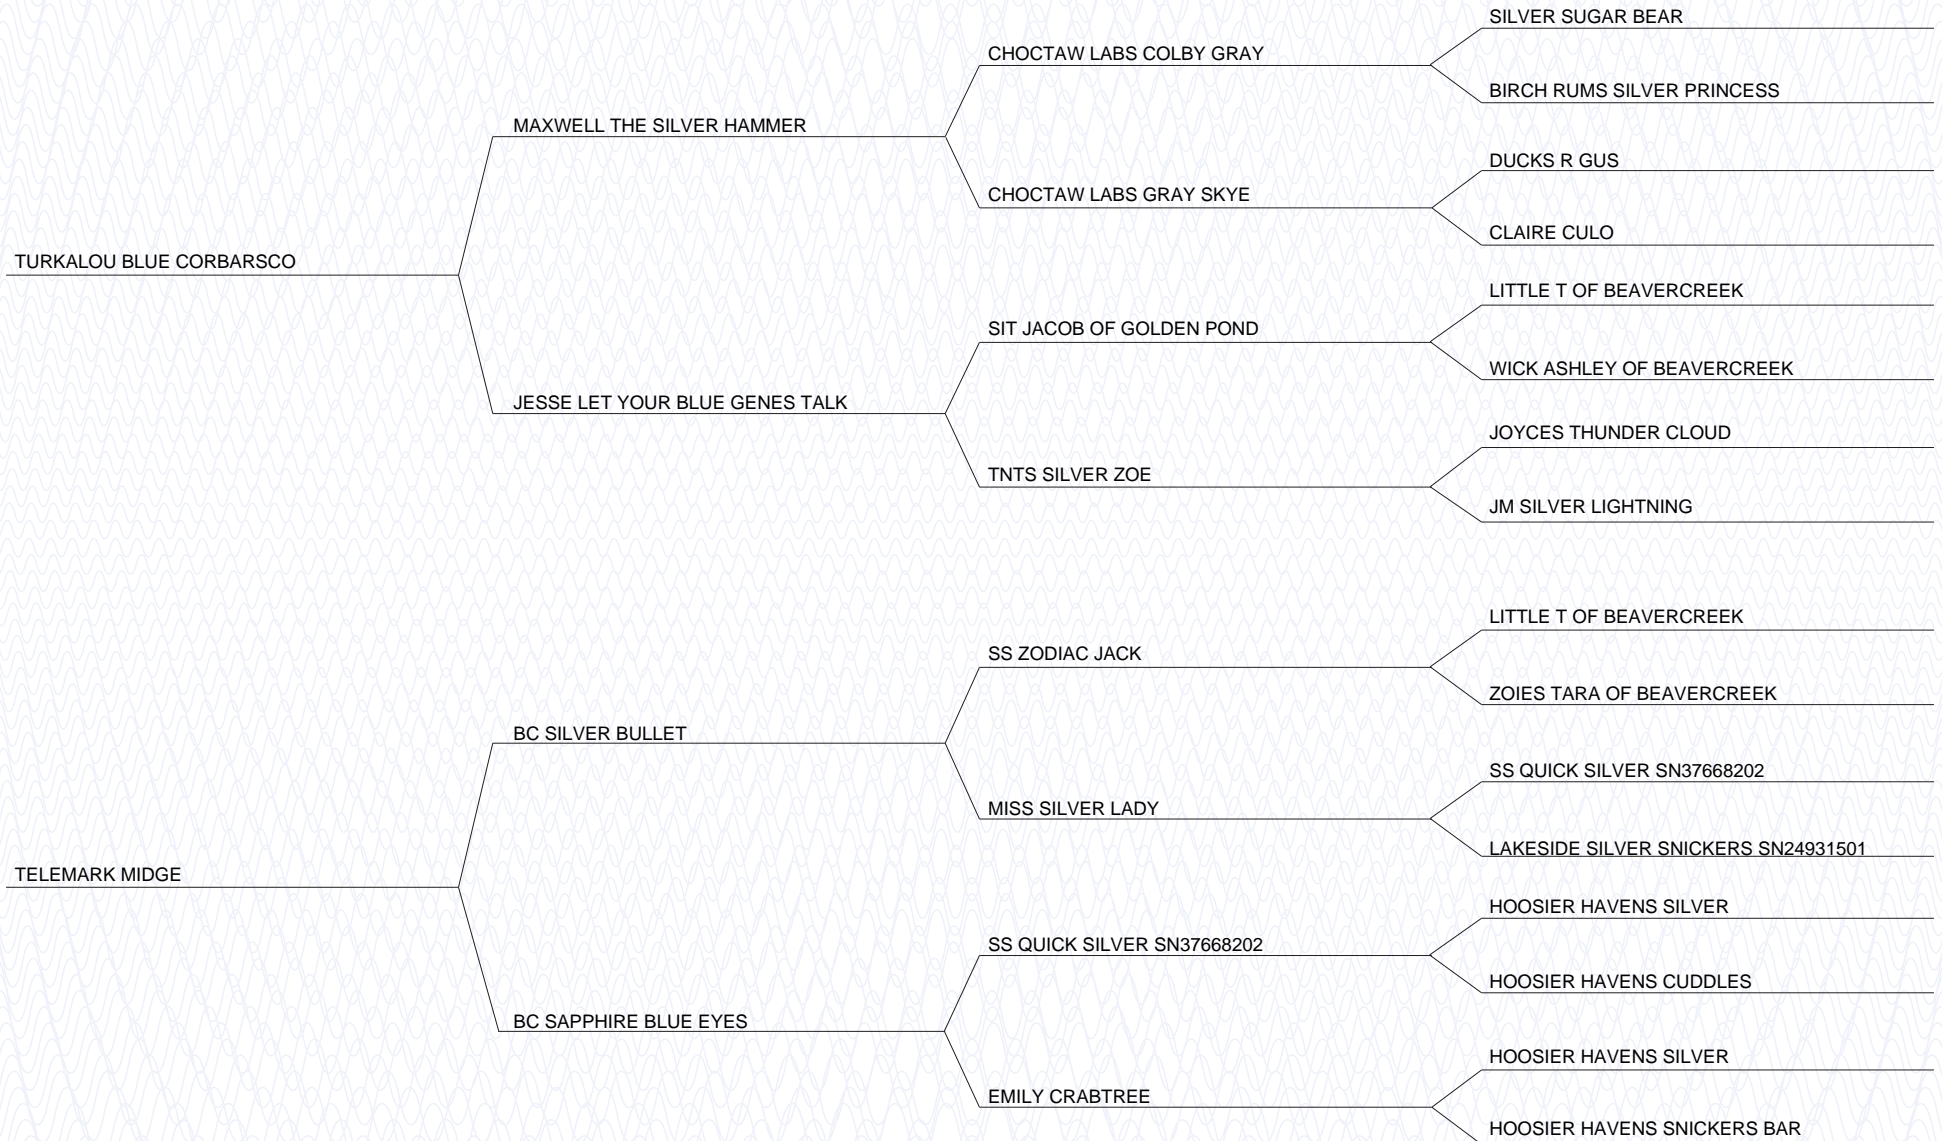 SILVER SUGAR BEAR
CHOCTAW LABS COLBY GRAY
BIRCH RUMS SILVER PRINCESS
MAXWELL THE SILVER HAMMER
DUCKS R GUS
CHOCTAW LABS GRAY SKYE
CLAIRE CULO
TURKALOU BLUE CORBARSCO
LITTLE T OF BEAVERCREEK
SIT JACOB OF GOLDEN POND
WICK ASHLEY OF BEAVERCREEK
JESSE LET YOUR BLUE GENES TALK
JOYCES THUNDER CLOUD
TNTS SILVER ZOE
JM SILVER LIGHTNING
LITTLE T OF BEAVERCREEK
SS ZODIAC JACK
ZOIES TARA OF BEAVERCREEK
BC SILVER BULLET
SS QUICK SILVER SN37668202
MISS SILVER LADY
LAKESIDE SILVER SNICKERS SN24931501
TELEMARK MIDGE
HOOSIER HAVENS SILVER
SS QUICK SILVER SN37668202
HOOSIER HAVENS CUDDLES
BC SAPPHIRE BLUE EYES
HOOSIER HAVENS SILVER
EMILY CRABTREE
HOOSIER HAVENS SNICKERS BAR